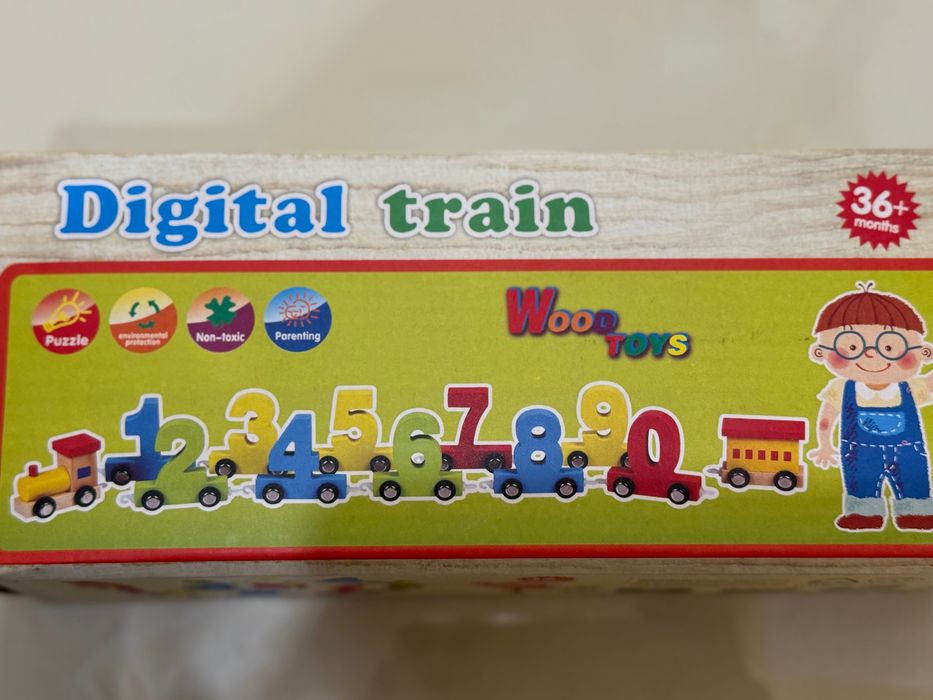 Digital train
36+
months
Puzzle
environmental
protection
Non-toxic
Parenting
WOOD
TOYS
1 2 3 4 5 6 7 8 9 0